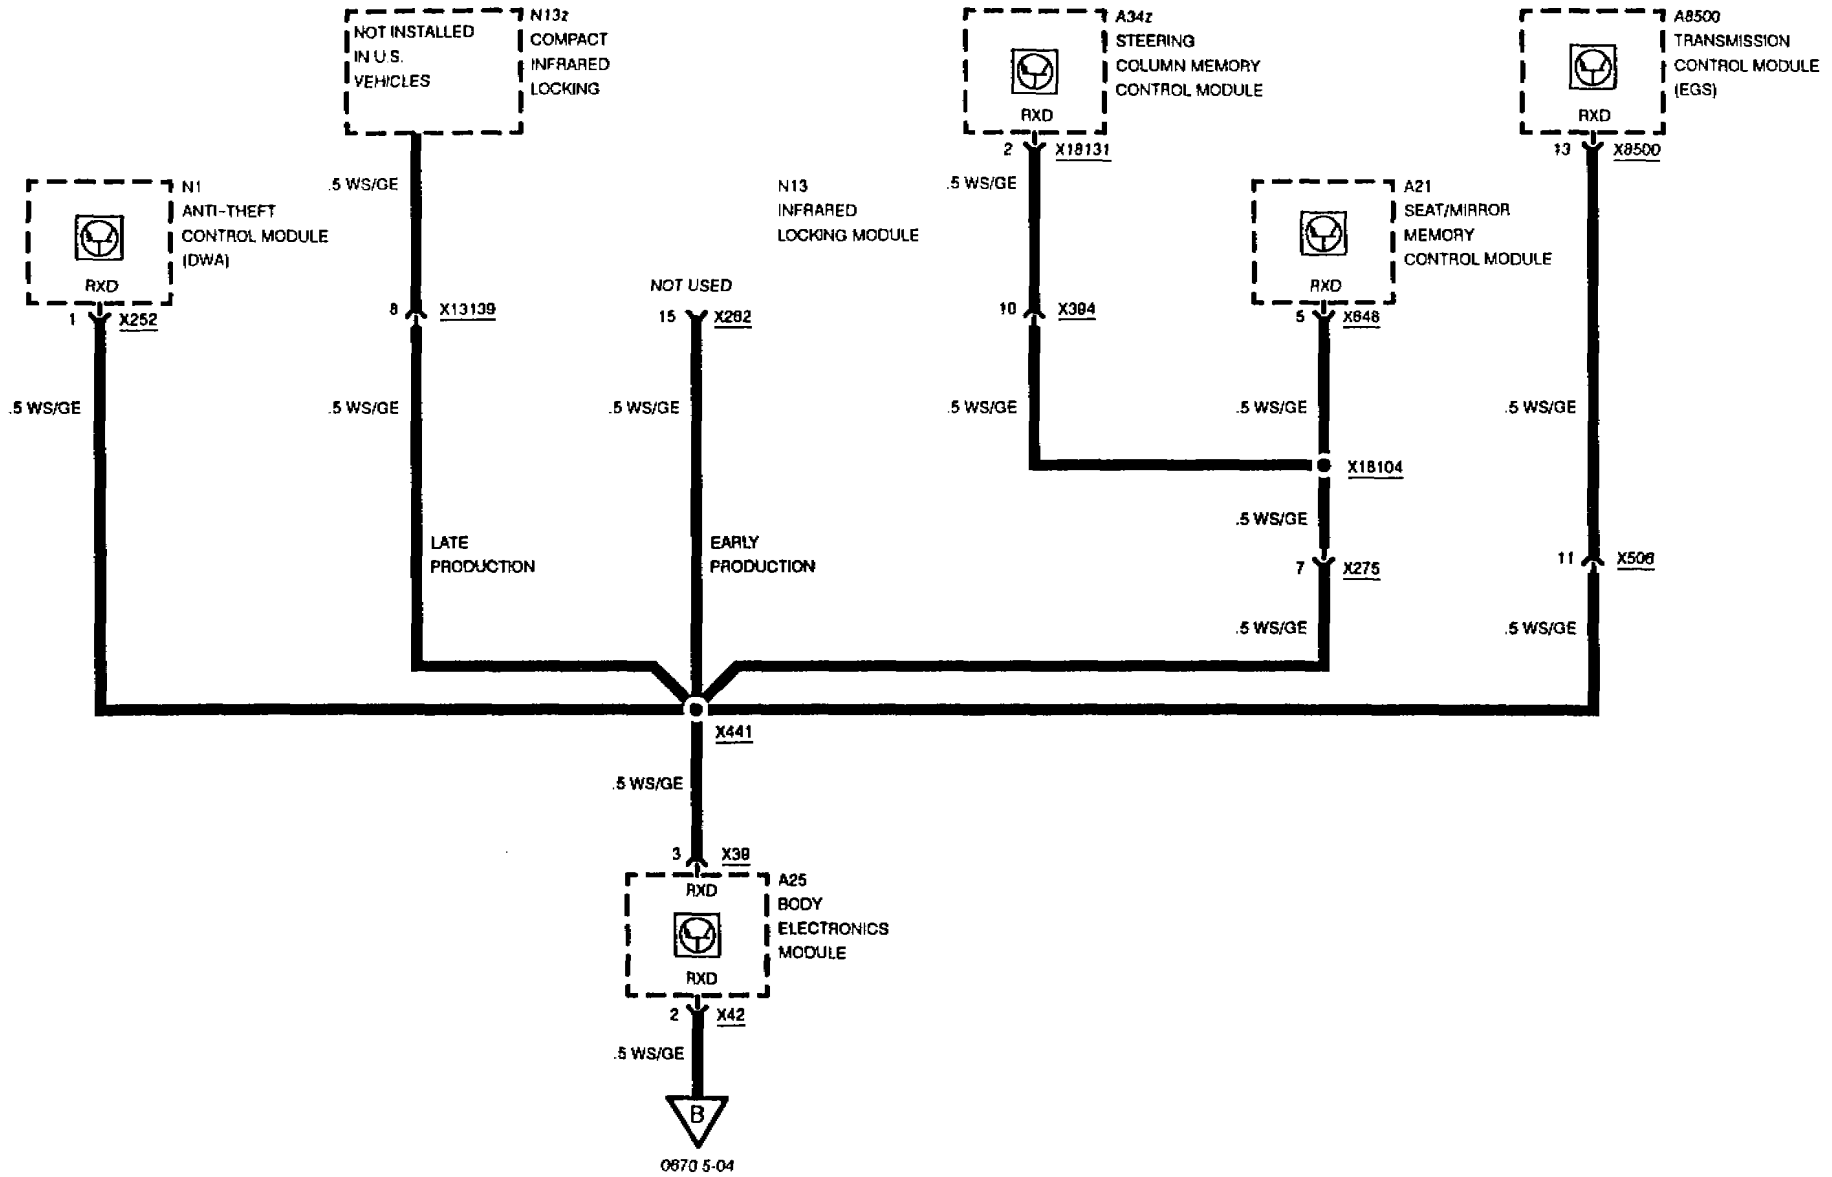 NOT INSTALLED
IN U.S.
VEHICLES
N13z
COMPACT
INFRARED
LOCKING
A34z
STEERING
COLUMN MEMORY
CONTROL MODULE
RXD
2 X18131
A8500
TRANSMISSION
CONTROL MODULE
(EGS)
RXD
13 X8500
N1
ANTI-THEFT
CONTROL MODULE
(DWA)
RXD
1 X252
.5 WS/GE
8 X13139
N13
INFRARED
LOCKING MODULE
NOT USED
15 X262
.5 WS/GE
10 X394
A21
SEAT/MIRROR
MEMORY
CONTROL MODULE
RXD
5 X648
.5 WS/GE
.5 WS/GE
.5 WS/GE
.5 WS/GE
.5 WS/GE
.5 WS/GE
X18104
.5 WS/GE
LATE
PRODUCTION
EARLY
PRODUCTION
7 X275
11 X506
.5 WS/GE
.5 WS/GE
X441
.5 WS/GE
3 X39
RXD
A25
BODY
ELECTRONICS
MODULE
RXD
2 X42
.5 WS/GE
B
0670 5-04